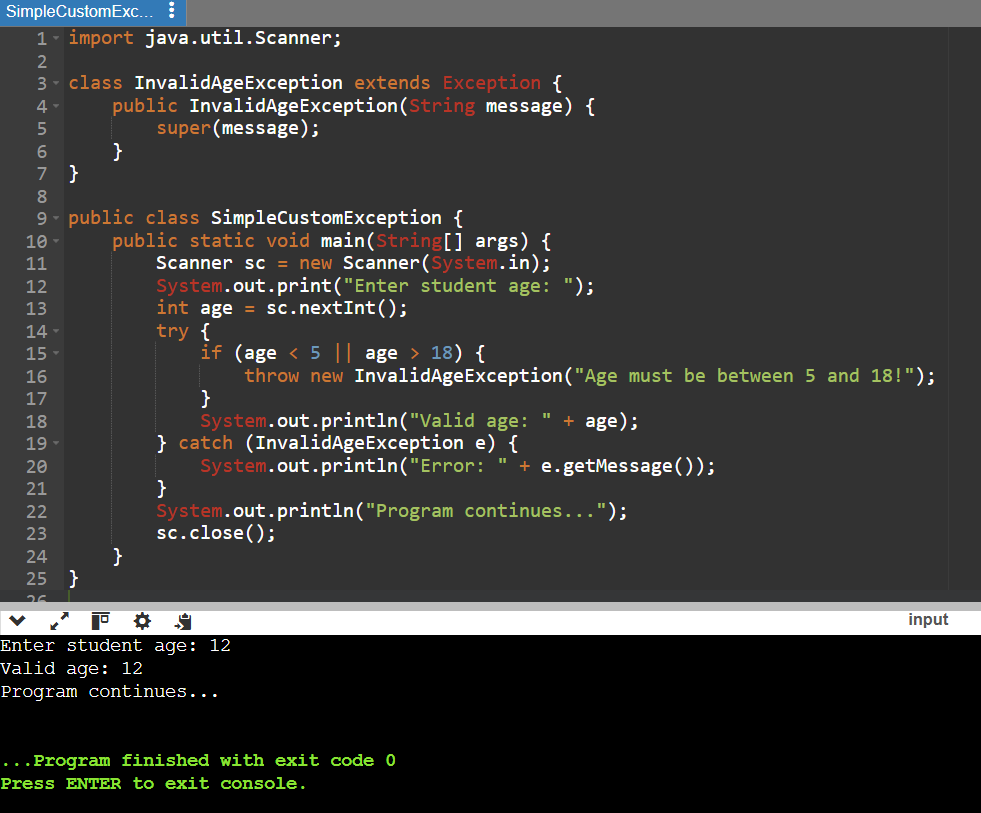 SimpleCustomExc...
1 import java.util.Scanner;
2
3 class InvalidAgeException extends Exception {
4     public InvalidAgeException(String message) {
5         super(message);
6     }
7 }
8
9 public class SimpleCustomException {
10     public static void main(String[] args) {
11         Scanner sc = new Scanner(System.in);
12         System.out.print("Enter student age: ");
13         int age = sc.nextInt();
14         try {
15             if (age < 5 || age > 18) {
16                 throw new InvalidAgeException("Age must be between 5 and 18!");
17             }
18             System.out.println("Valid age: " + age);
19         } catch (InvalidAgeException e) {
20             System.out.println("Error: " + e.getMessage());
21         }
22         System.out.println("Program continues...");
23         sc.close();
24     }
25 }
26
input
Enter student age: 12
Valid age: 12
Program continues...
...Program finished with exit code 0
Press ENTER to exit console.